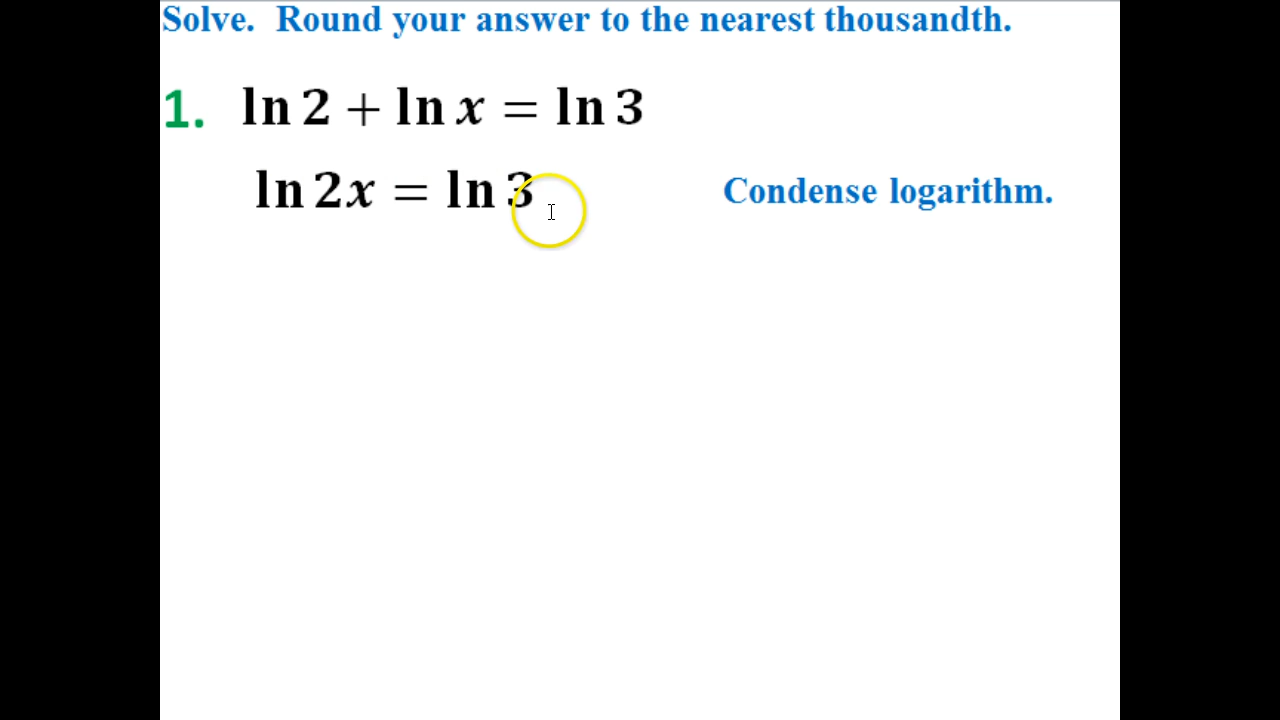 Solve. Round your answer to the nearest thousandth.
1. ln 2 + ln x = ln 3
ln 2x = ln 3 Condense logarithm.